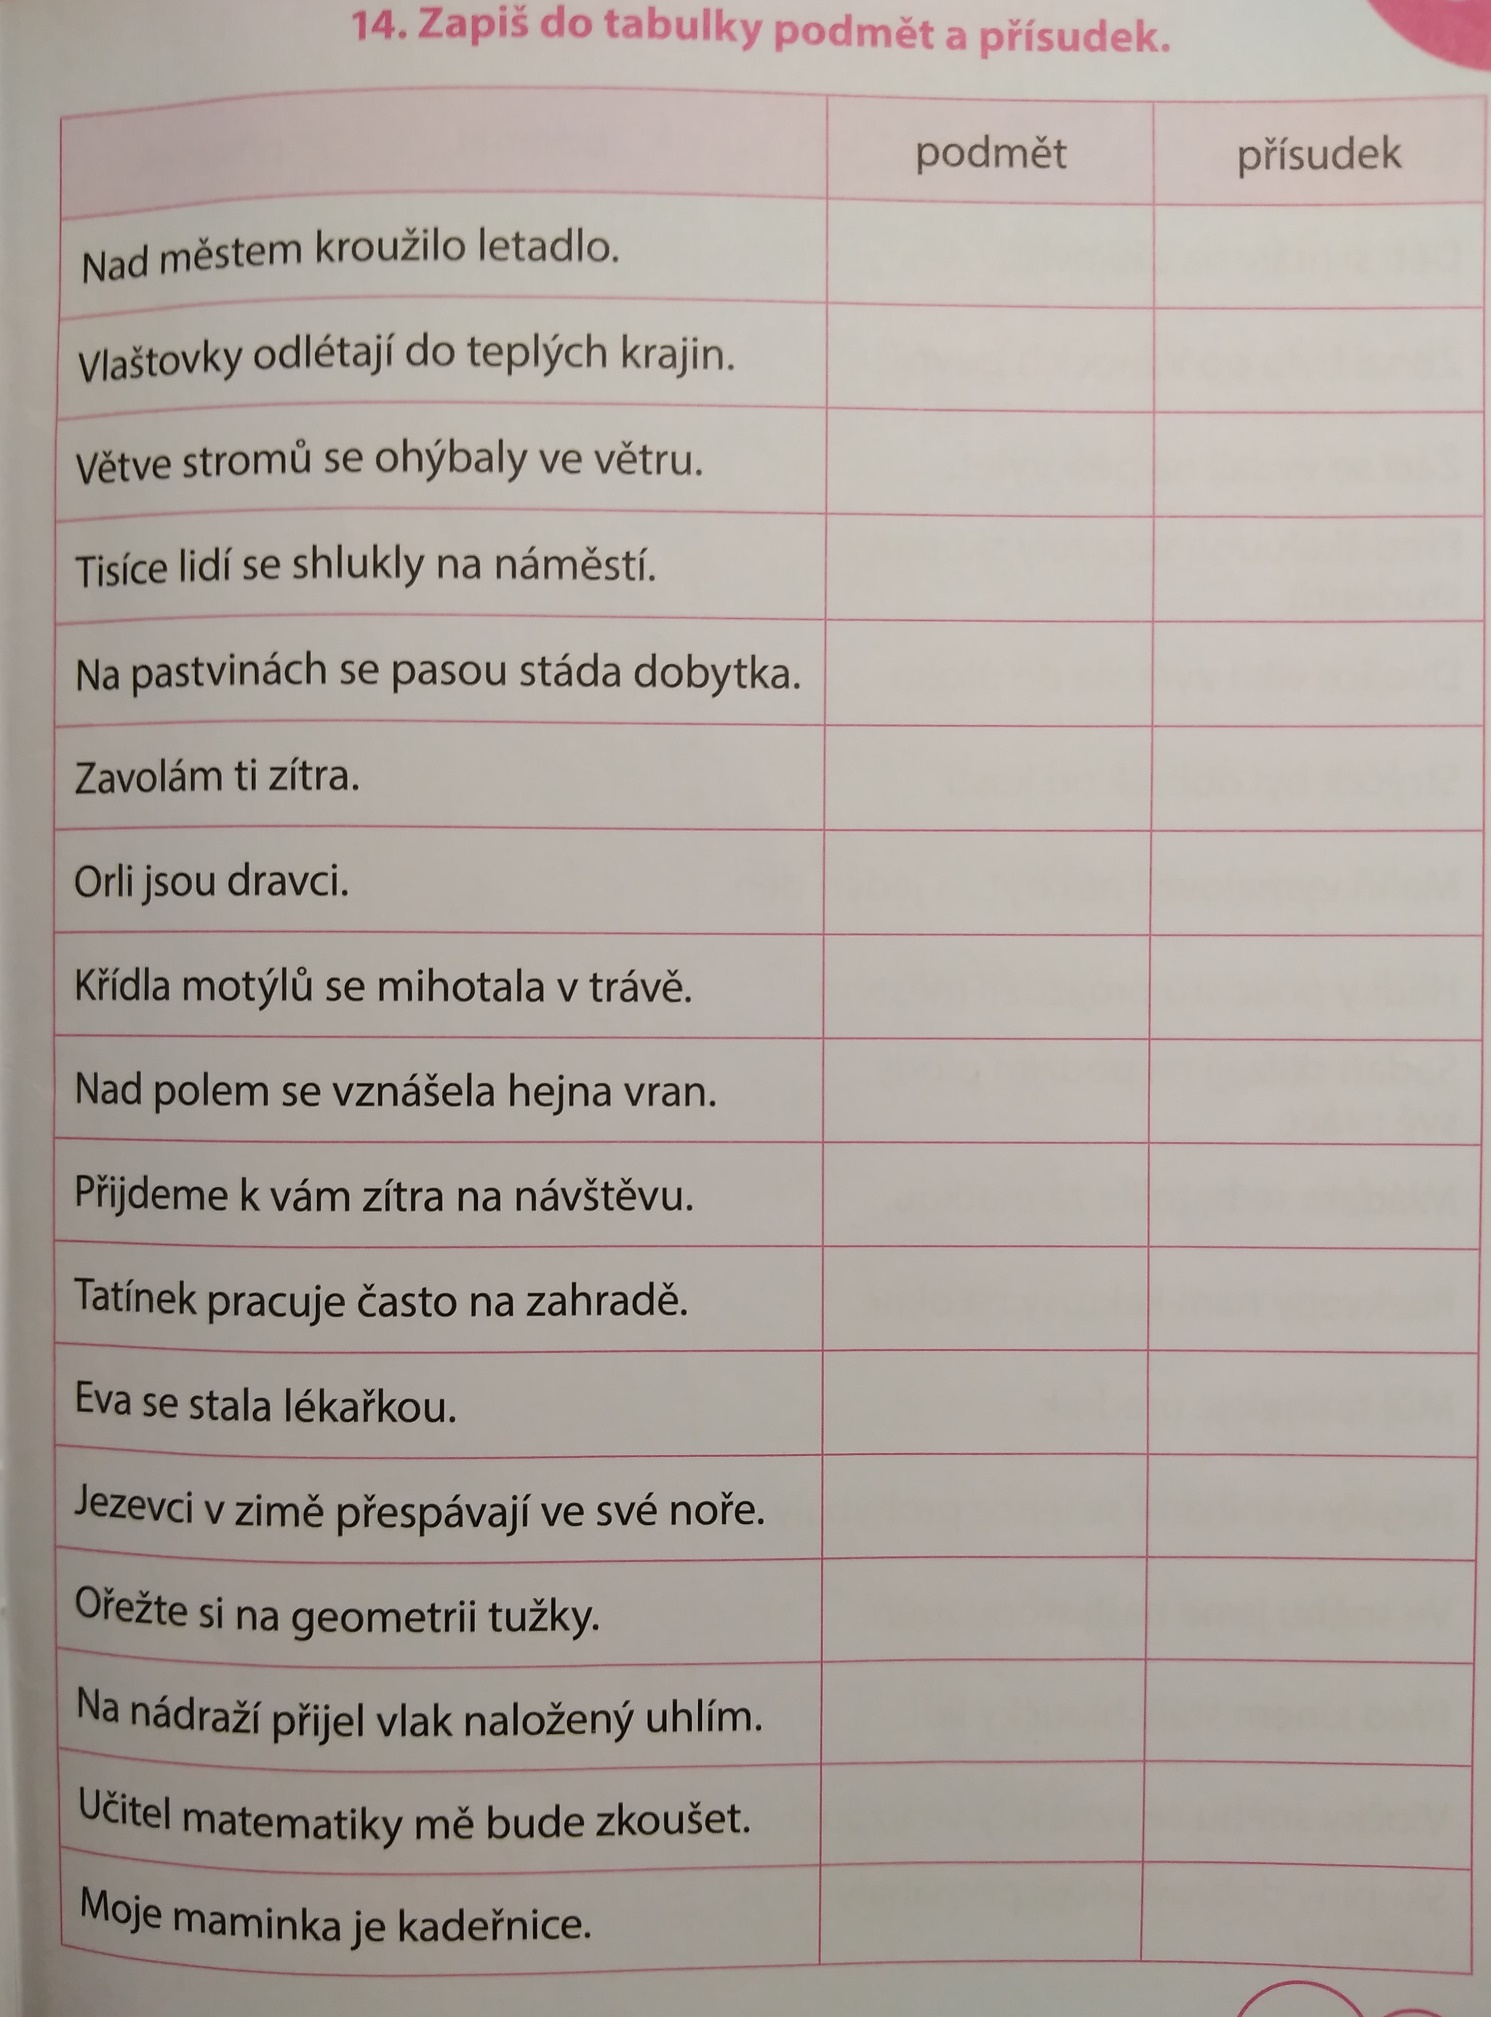 14. Zapiš do tabulky podmět a přísudek.
podmět přísudek
Nad městem kroužilo letadlo.
Vlaštovky odlétají do teplých krajin.
Větve stromů se ohýbaly ve větru.
Tisíce lidí se shlukly na náměstí.
Na pastvinách se pasou stáda dobytka.
Zavolám ti zítra.
Orli jsou dravci.
Křídla motýlů se mihotala v trávě.
Nad polem se vznášela hejna vran.
Přijdeme k vám zítra na návštěvu.
Tatínek pracuje často na zahradě.
Eva se stala lékařkou.
Jezevci v zimě přespávají ve své noře.
Ořežte si na geometrii tužky.
Na nádraží přijel vlak naložený uhlím.
Učitel matematiky mě bude zkoušet.
Moje maminka je kadeřnice.